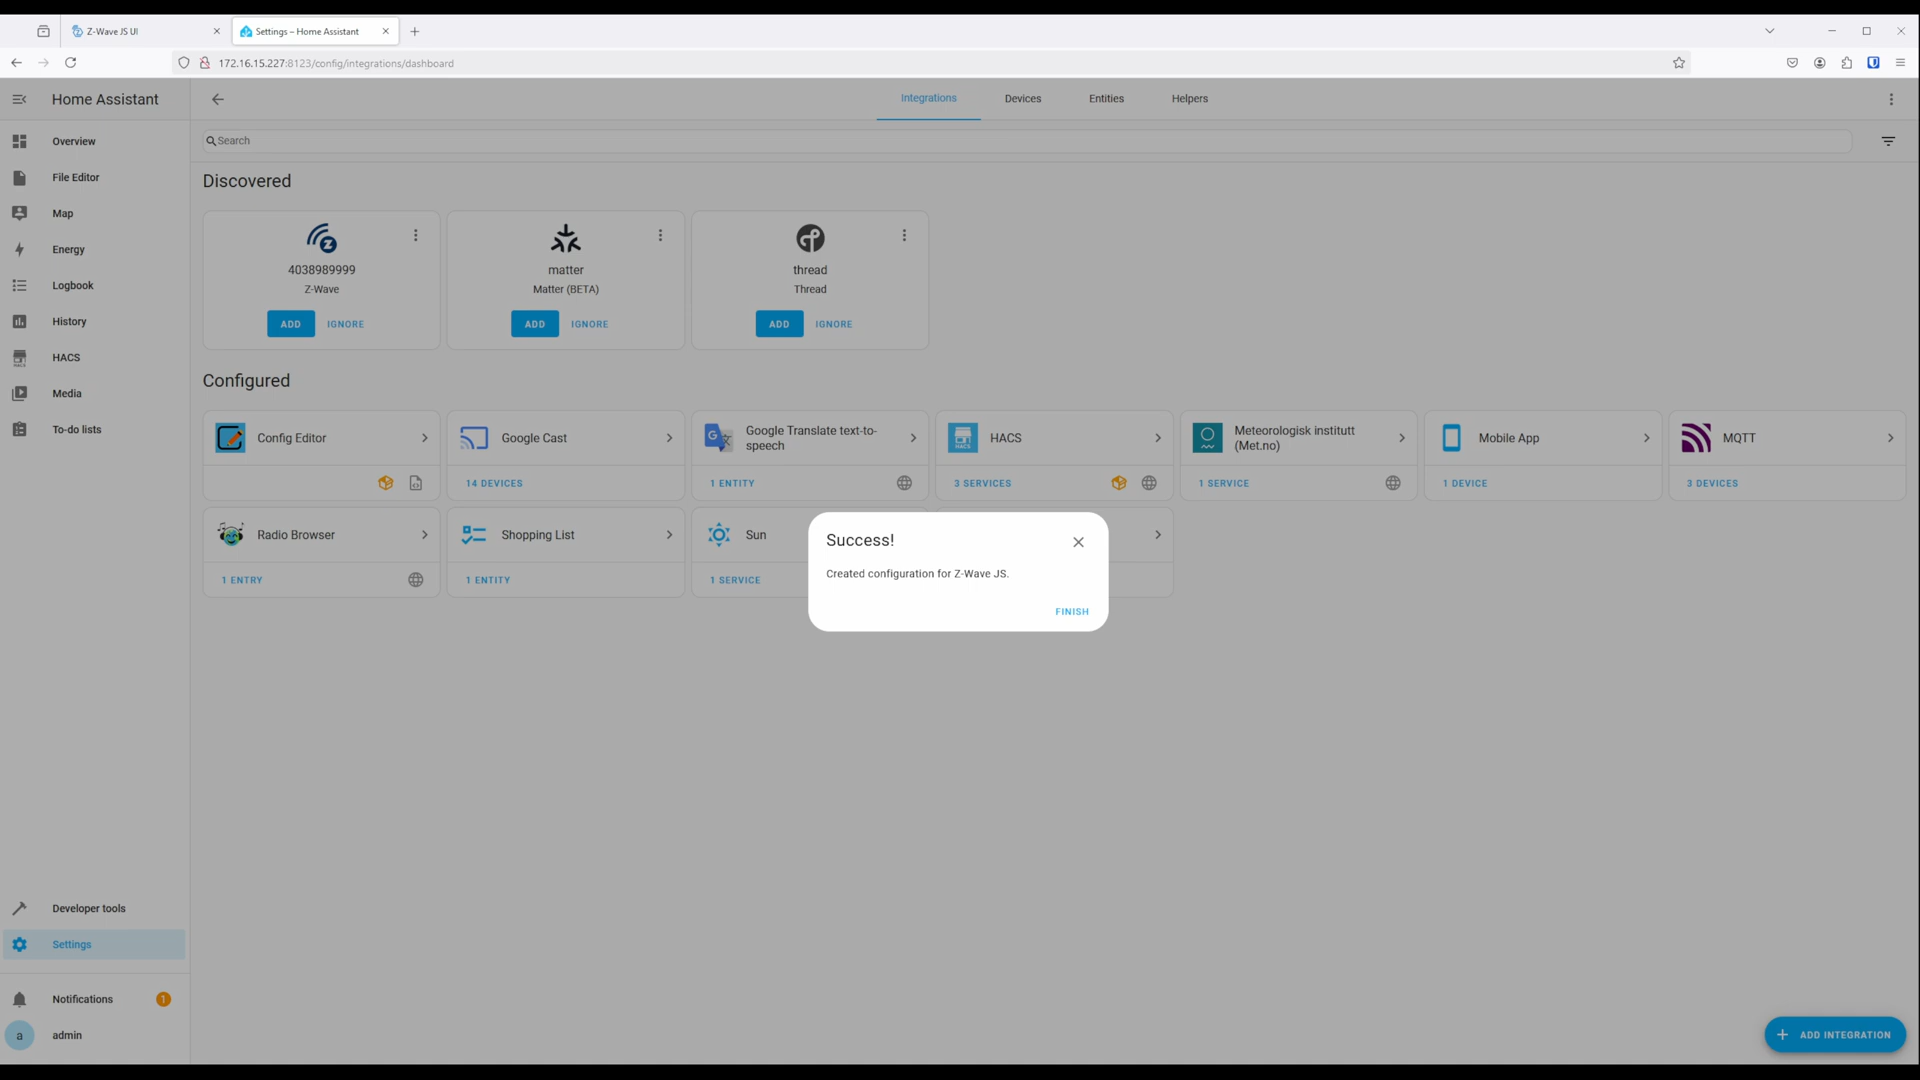 Z-Wave JS UI
Settings – Home Assistant
172.16.15.227:8123/config/integrations/dashboard
Home Assistant
Integrations
Devices
Entities
Helpers
Overview
File Editor
Map
Energy
Logbook
History
HACS
Media
To-do lists
Developer tools
Settings
Notifications
1
a
admin
Search
Discovered
4038989999
Z-Wave
ADD
IGNORE
matter
Matter (BETA)
ADD
IGNORE
thread
Thread
ADD
IGNORE
Configured
Config Editor
Google Cast
14 DEVICES
Google Translate text-to-
speech
1 ENTITY
HACS
3 SERVICES
Meteorologisk institutt
(Met.no)
1 SERVICE
Mobile App
1 DEVICE
MQTT
3 DEVICES
Radio Browser
1 ENTRY
Shopping List
1 ENTITY
Sun
1 SERVICE
Success!
Created configuration for Z-Wave JS.
FINISH
ADD INTEGRATION